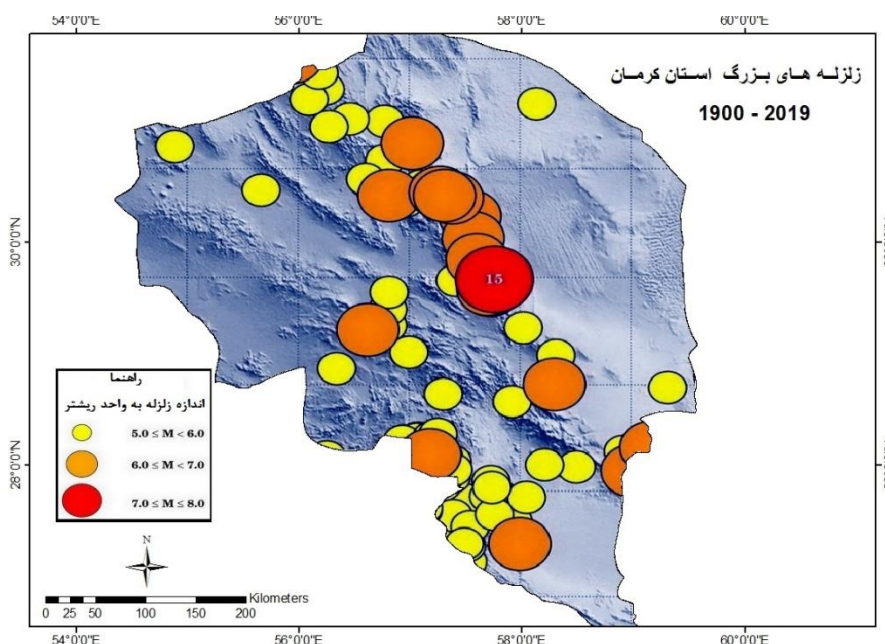 54°0'0"E 56°0'0"E 58°0'0"E 60°0'0"E
زلزله های بزرگ استان کرمان
1900 - 2019
30°0'0"N
15
راهنما
اندازه زلزله به واحد ریشتر
5.0 ≤ M < 6.0
6.0 ≤ M < 7.0
7.0 ≤ M ≤ 8.0
28°0'0"N
N
Kilometers
0 25 50 100 150 200
54°0'0"E 56°0'0"E 58°0'0"E 60°0'0"E